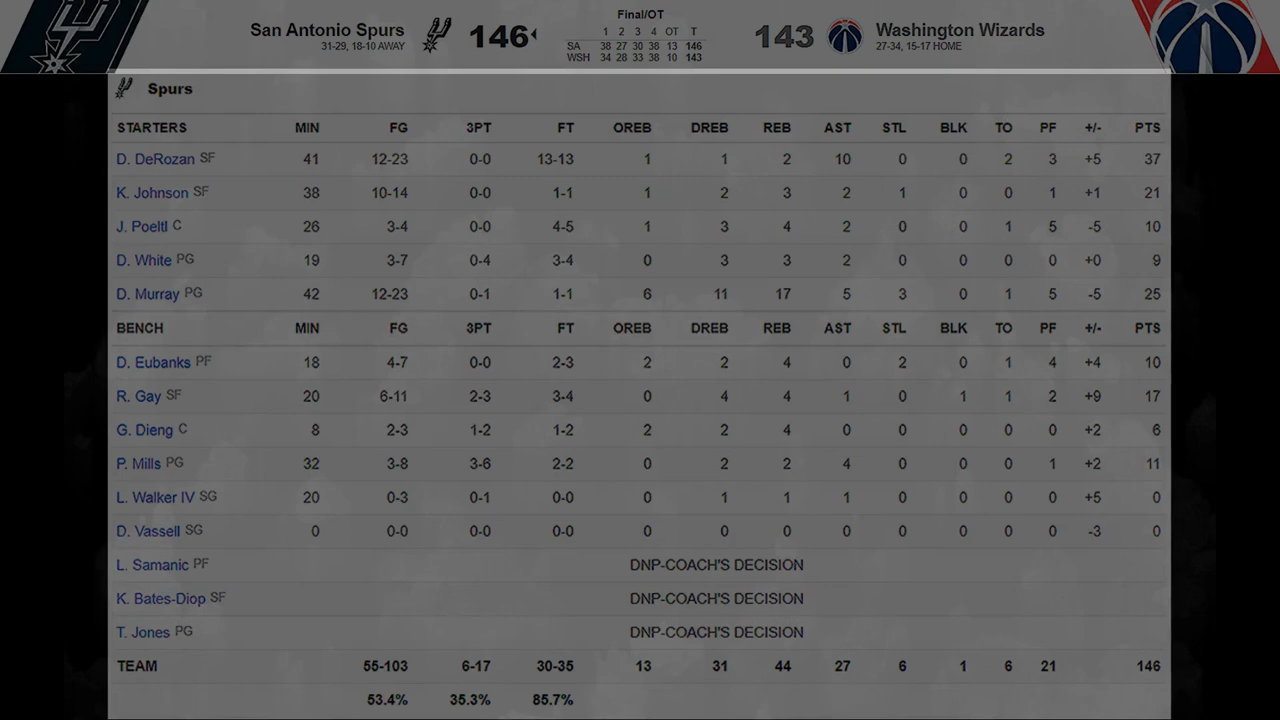 Final/OT
San Antonio Spurs 146 143 Washington Wizards
31-29, 18-10 AWAY 27-34, 15-17 HOME
1 2 3 4 OT T
SA 38 27 30 38 13 146
WSH 34 28 33 38 10 143
Spurs
STARTERS MIN FG 3PT FT OREB DREB REB AST STL BLK TO PF +/- PTS
D. DeRozan SF 41 12-23 0-0 13-13 1 1 2 10 0 0 2 3 +5 37
K. Johnson SF 38 10-14 0-0 1-1 1 2 3 2 1 0 0 1 +1 21
J. Poeltl C 26 3-4 0-0 4-5 1 3 4 2 0 0 1 5 -5 10
D. White PG 19 3-7 0-4 3-4 0 3 3 2 0 0 0 0 +0 9
D. Murray PG 42 12-23 0-1 1-1 6 11 17 5 3 0 1 5 -5 25
BENCH MIN FG 3PT FT OREB DREB REB AST STL BLK TO PF +/- PTS
D. Eubanks PF 18 4-7 0-0 2-3 2 2 4 0 2 0 1 4 +4 10
R. Gay SF 20 6-11 2-3 3-4 0 4 4 1 0 1 1 2 +9 17
G. Dieng C 8 2-3 1-2 1-2 2 2 4 0 0 0 0 0 +2 6
P. Mills PG 32 3-8 3-6 2-2 0 2 2 4 0 0 0 1 +2 11
L. Walker IV SG 20 0-3 0-1 0-0 0 1 1 1 0 0 0 0 +5 0
D. Vassell SG 0 0-0 0-0 0-0 0 0 0 0 0 0 0 0 -3 0
L. Samanic PF DNP-COACH'S DECISION
K. Bates-Diop SF DNP-COACH'S DECISION
T. Jones PG DNP-COACH'S DECISION
TEAM 55-103 6-17 30-35 13 31 44 27 6 1 6 21 146
53.4% 35.3% 85.7%